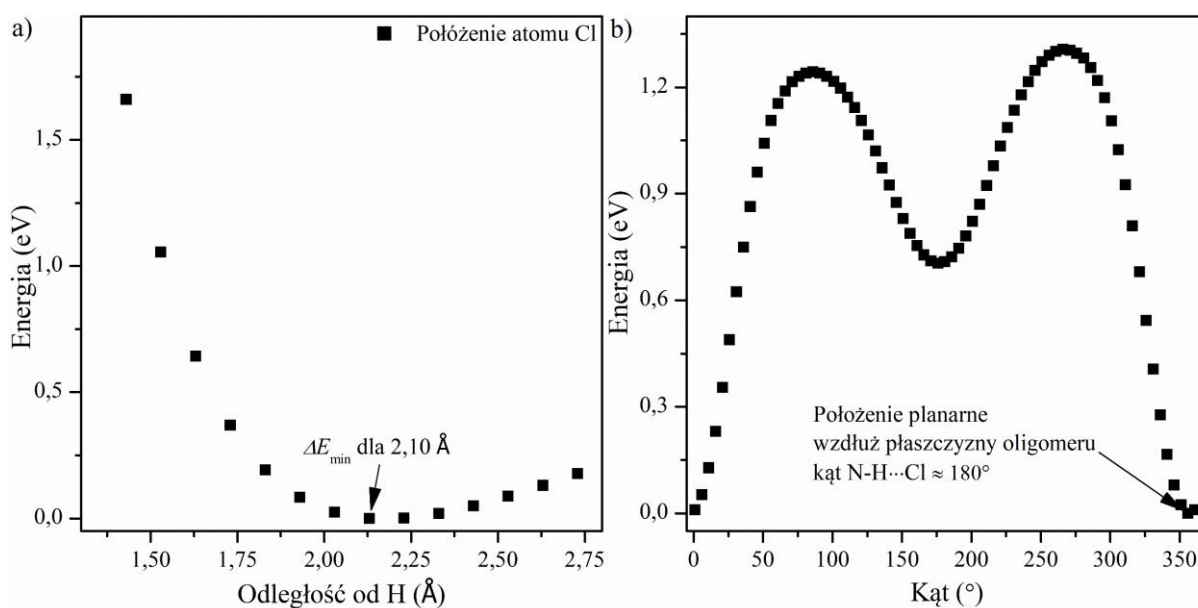 a)
Połóżenie atomu Cl
1,5
1,0
0,5
0,0
Energia (eV)
ΔEmin dla 2,10 Å
1,50
1,75
2,00
2,25
2,50
2,75
Odległość od H (Å)
b)
1,2
0,9
0,6
0,3
0,0
Energia (eV)
Położenie planarne
wzdłuż płaszczyzny oligomeru
kąt N-H···Cl ≈ 180°
0
50
100
150
200
250
300
350
Kąt (°)